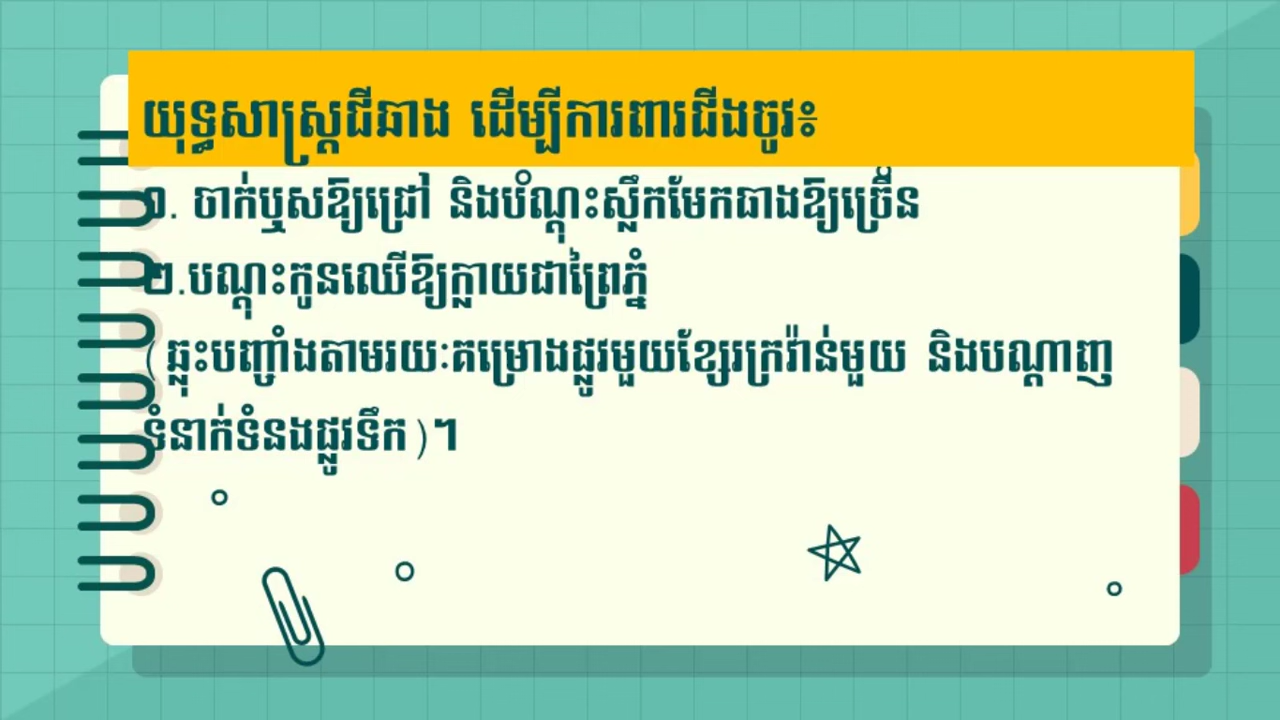 យុទ្ធសាស្ត្រជីឆាង ដើម្បីការពារជីងចូវ៖
១. ចាក់ឬសឱ្យជ្រៅ និងបំណ្ដុះស្លឹកមែកធាងឱ្យច្រើន
២.បណ្ដុះកូនឈើឱ្យក្លាយជាព្រៃភ្នំ
(ឆ្លុះបញ្ចាំងតាមរយៈគម្រោងផ្លូវមួយខ្សែរក្រវ៉ាន់មួយ និងបណ្ដាញ
ទំនាក់ទំនងផ្លូវទឹក)។